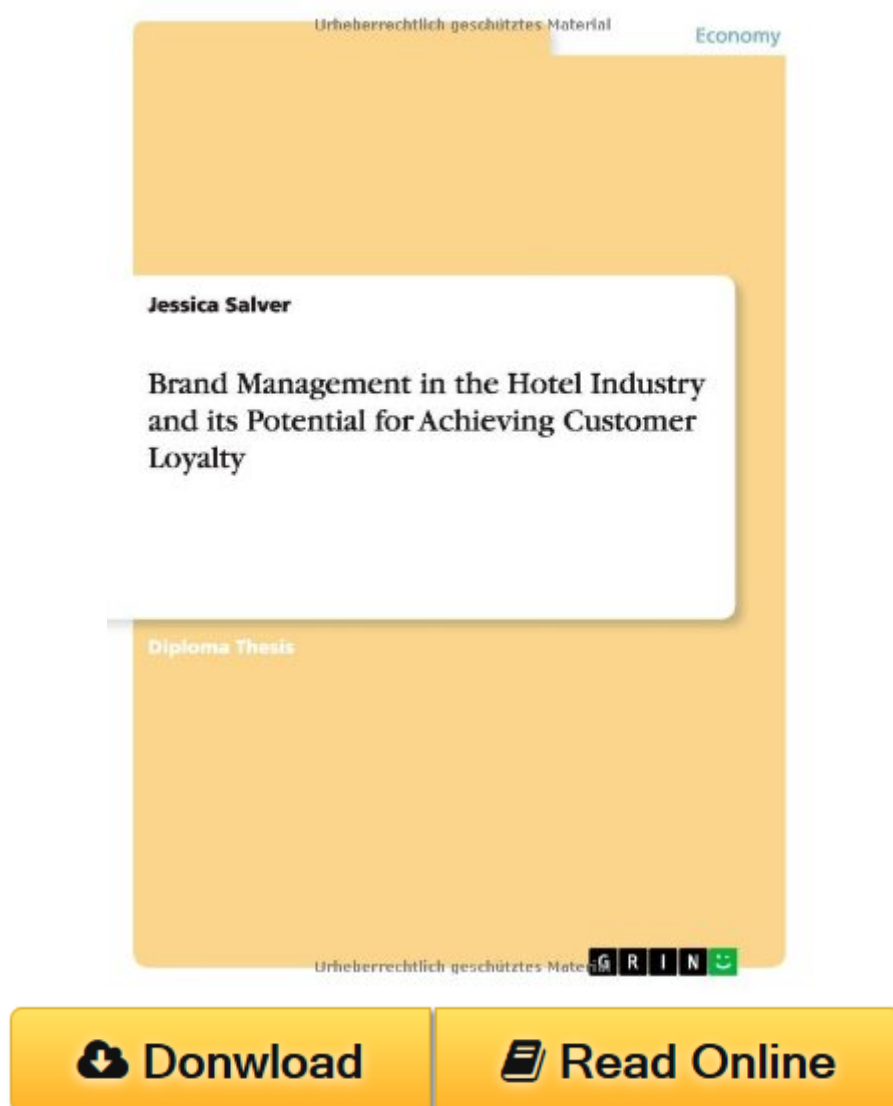 Urheberrechtlich geschütztes Material
Economy
Jessica Salver
Brand Management in the Hotel Industry
and its Potential for Achieving Customer
Loyalty
Diploma Thesis
Urheberrechtlich geschütztes Material
GRIN
Donwload
Read Online